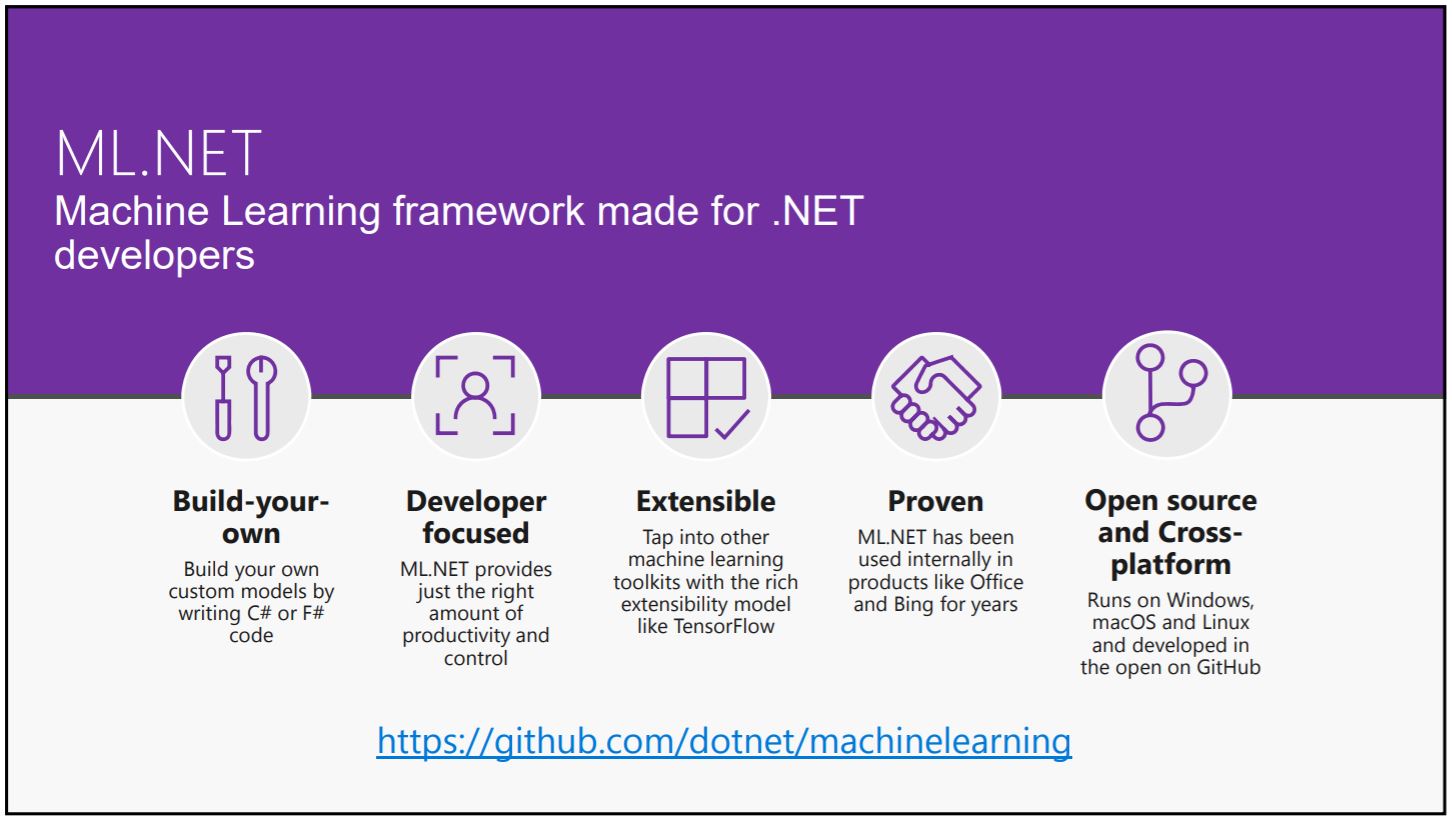 ML.NET
Machine Learning framework made for .NET
developers
Build-your-
own
Build your own
custom models by
writing C# or F#
code
Developer
focused
ML.NET provides
just the right
amount of
productivity and
control
Extensible
Tap into other
machine learning
toolkits with the rich
extensibility model
like TensorFlow
Proven
ML.NET has been
used internally in
products like Office
and Bing for years
Open source
and Cross-
platform
Runs on Windows,
macOS and Linux
and developed in
the open on GitHub
https://github.com/dotnet/machinelearning